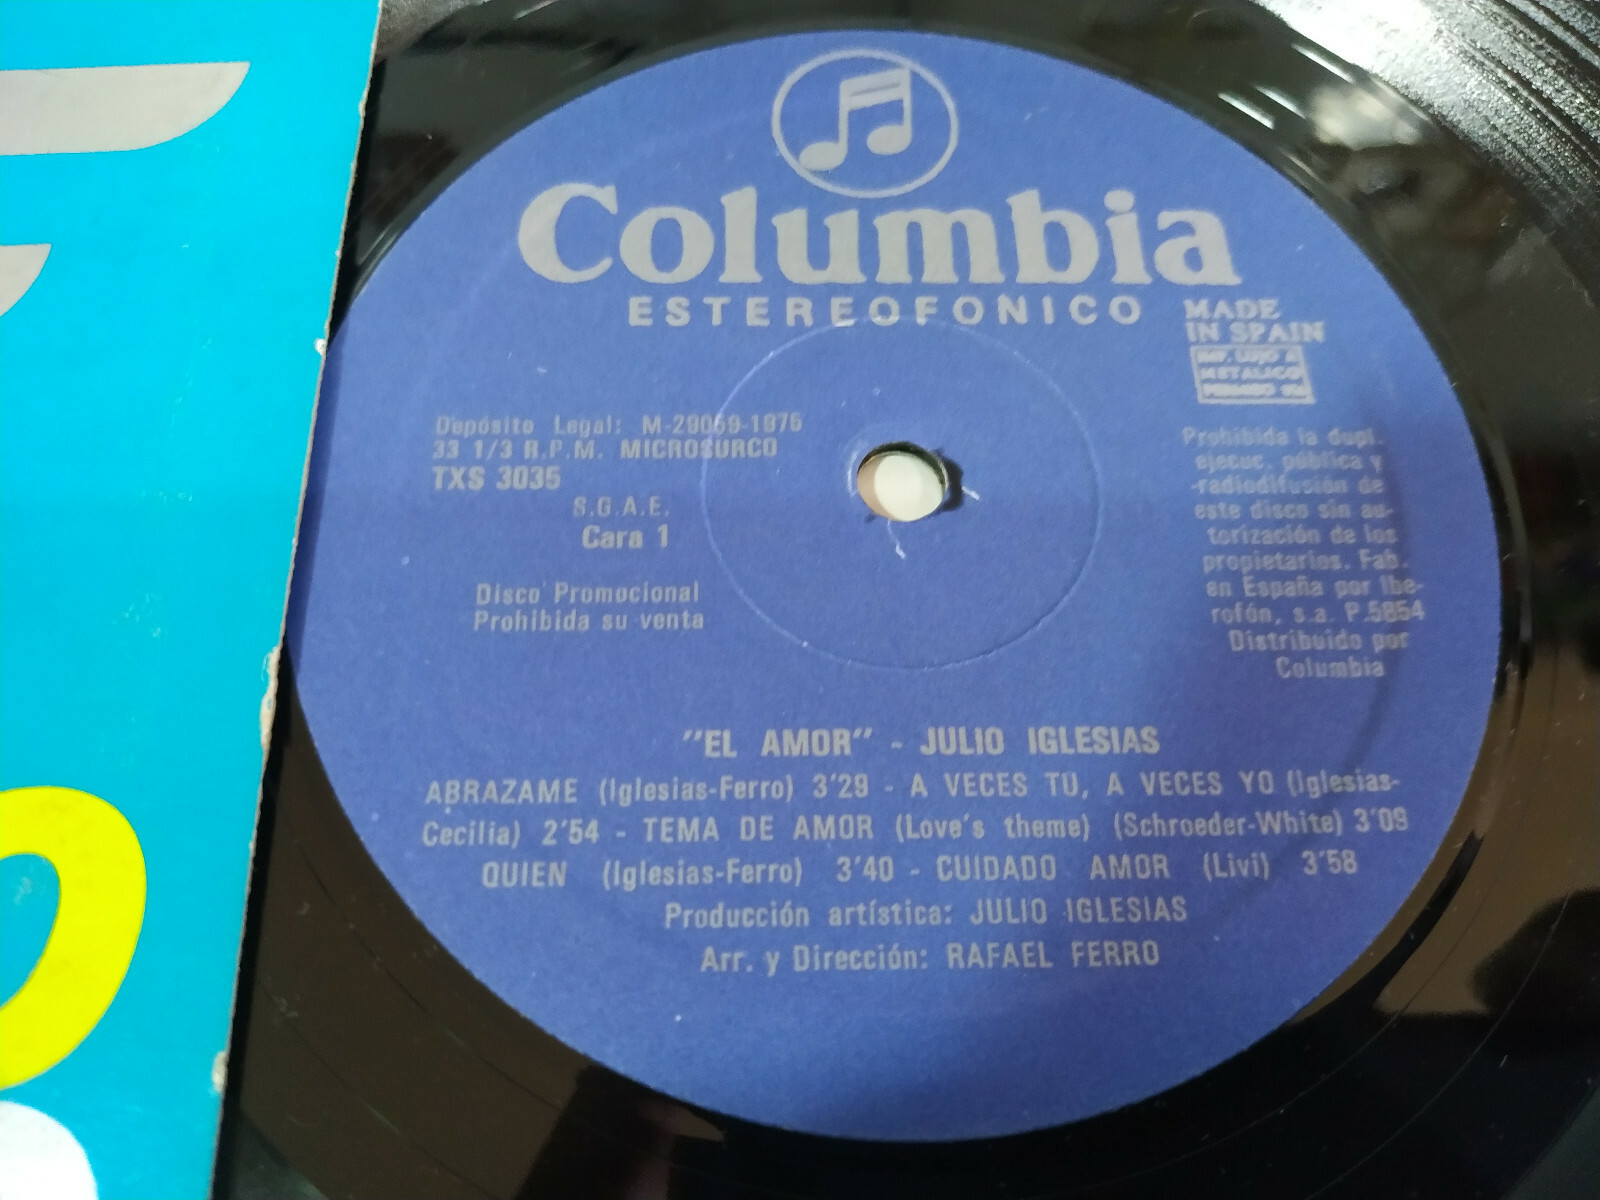 Columbia
ESTEREOFONICO
MADE
IN SPAIN
IMP. LUJO A
METALICO
Depósito Legal: M-29069-1975
33 1/3 R.P.M. MICROSURCO
TXS 3035
S.G.A.E.
Cara 1
Disco Promocional
Prohibida su venta
Prohibida la dupl.
ejecuc. pública y
-radiodifusión de
este disco sin au-
torización de los
propietarios. Fab.
en España por Ibe-
rofón, s.a. P.5854
Distribuido por
Columbia
"EL AMOR" - JULIO IGLESIAS
ABRAZAME (Iglesias-Ferro) 3'29 - A VECES TU, A VECES YO (Iglesias-
Cecilia) 2'54 - TEMA DE AMOR (Love's theme) (Schroeder-White) 3'09
QUIEN (Iglesias-Ferro) 3'40 - CUIDADO AMOR (Livi) 3'58
Producción artística: JULIO IGLESIAS
Arr. y Dirección: RAFAEL FERRO